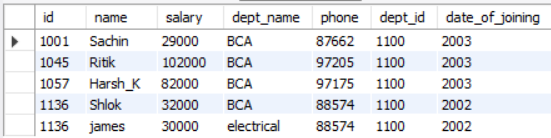 id name salary dept_name phone dept_id date_of_joining
1001 Sachin 29000 BCA 87662 1100 2003
1045 Ritik 102000 BCA 97205 1100 2003
1057 Harsh_K 82000 BCA 97175 1100 2003
1136 Shlok 32000 BCA 88574 1100 2002
1136 james 30000 electrical 88574 1100 2002